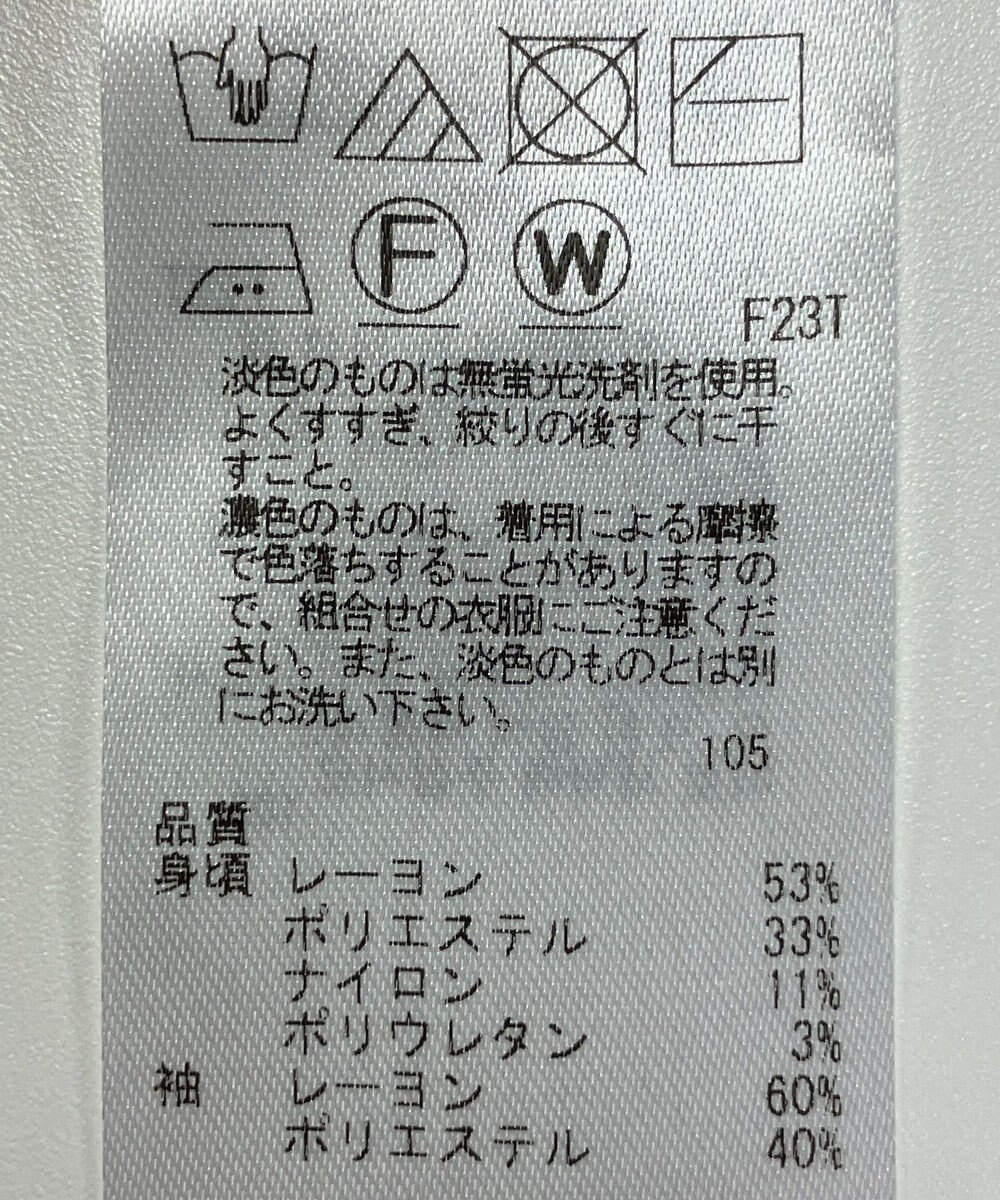 F W
F23T
淡色のものは無蛍光洗剤を使用。
よくすすぎ、絞りの後すぐに干
すこと。
濃色のものは、着用による摩擦
で色落ちすることがありますの
で、組合せの衣服にご注意くだ
さい。また、淡色のものとは別
にお洗い下さい。
105
品質
身頃 レーヨン 53%
ポリエステル 33%
ナイロン 11%
ポリウレタン 3%
袖 レーヨン 60%
ポリエステル 40%